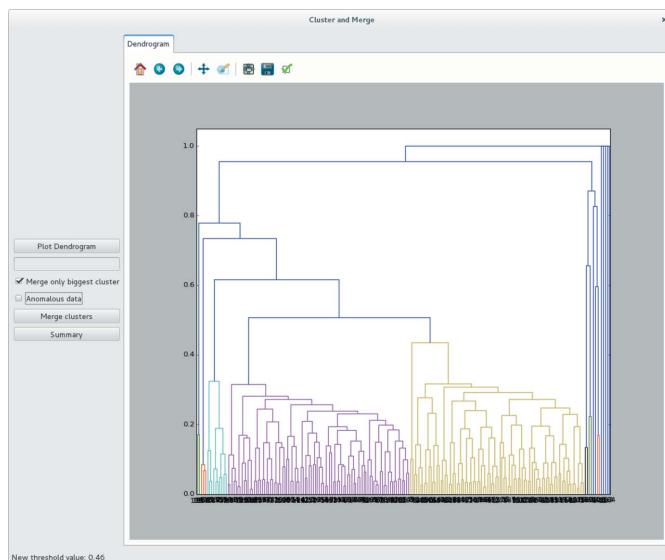 Cluster and Merge
Dendrogram
1.0
0.8
0.6
0.4
0.2
0.0
Plot Dendrogram
Merge only biggest cluster
Anomalous data
Merge clusters
Summary
New threshold value: 0.46